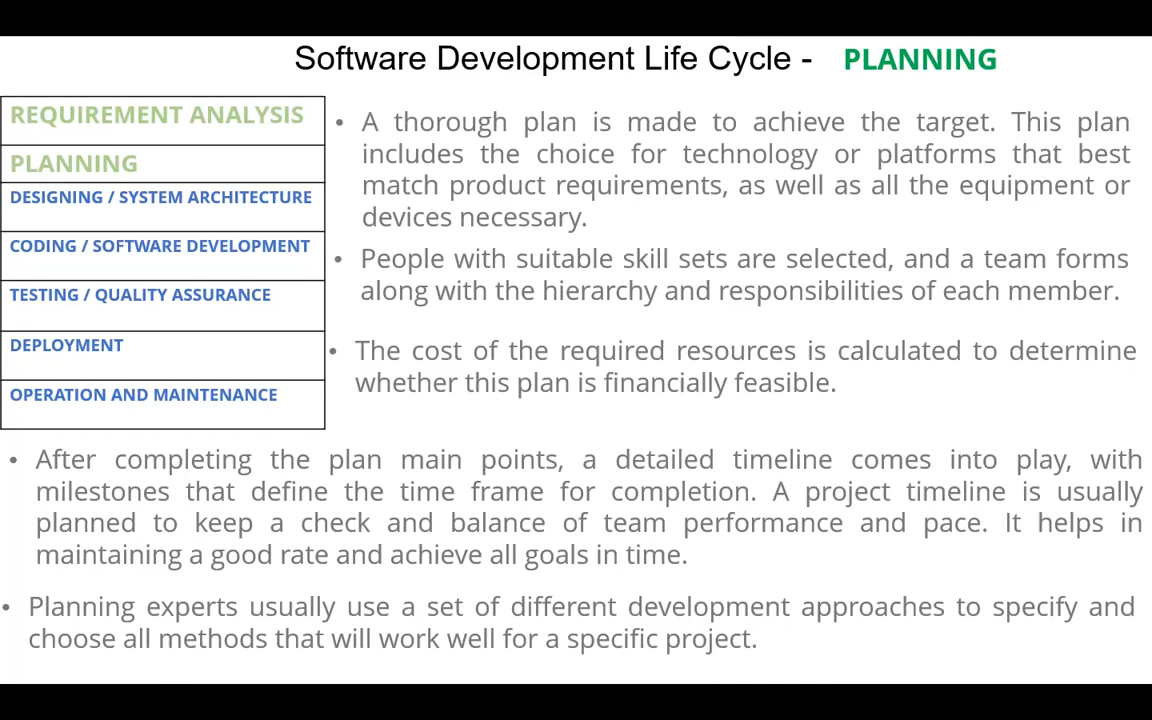 Software Development Life Cycle - PLANNING
REQUIREMENT ANALYSIS
PLANNING
DESIGNING / SYSTEM ARCHITECTURE
CODING / SOFTWARE DEVELOPMENT
TESTING / QUALITY ASSURANCE
DEPLOYMENT
OPERATION AND MAINTENANCE
• A thorough plan is made to achieve the target. This plan
includes the choice for technology or platforms that best
match product requirements, as well as all the equipment or
devices necessary.
• People with suitable skill sets are selected, and a team forms
along with the hierarchy and responsibilities of each member.
• The cost of the required resources is calculated to determine
whether this plan is financially feasible.
• After completing the plan main points, a detailed timeline comes into play, with
milestones that define the time frame for completion. A project timeline is usually
planned to keep a check and balance of team performance and pace. It helps in
maintaining a good rate and achieve all goals in time.
• Planning experts usually use a set of different development approaches to specify and
choose all methods that will work well for a specific project.